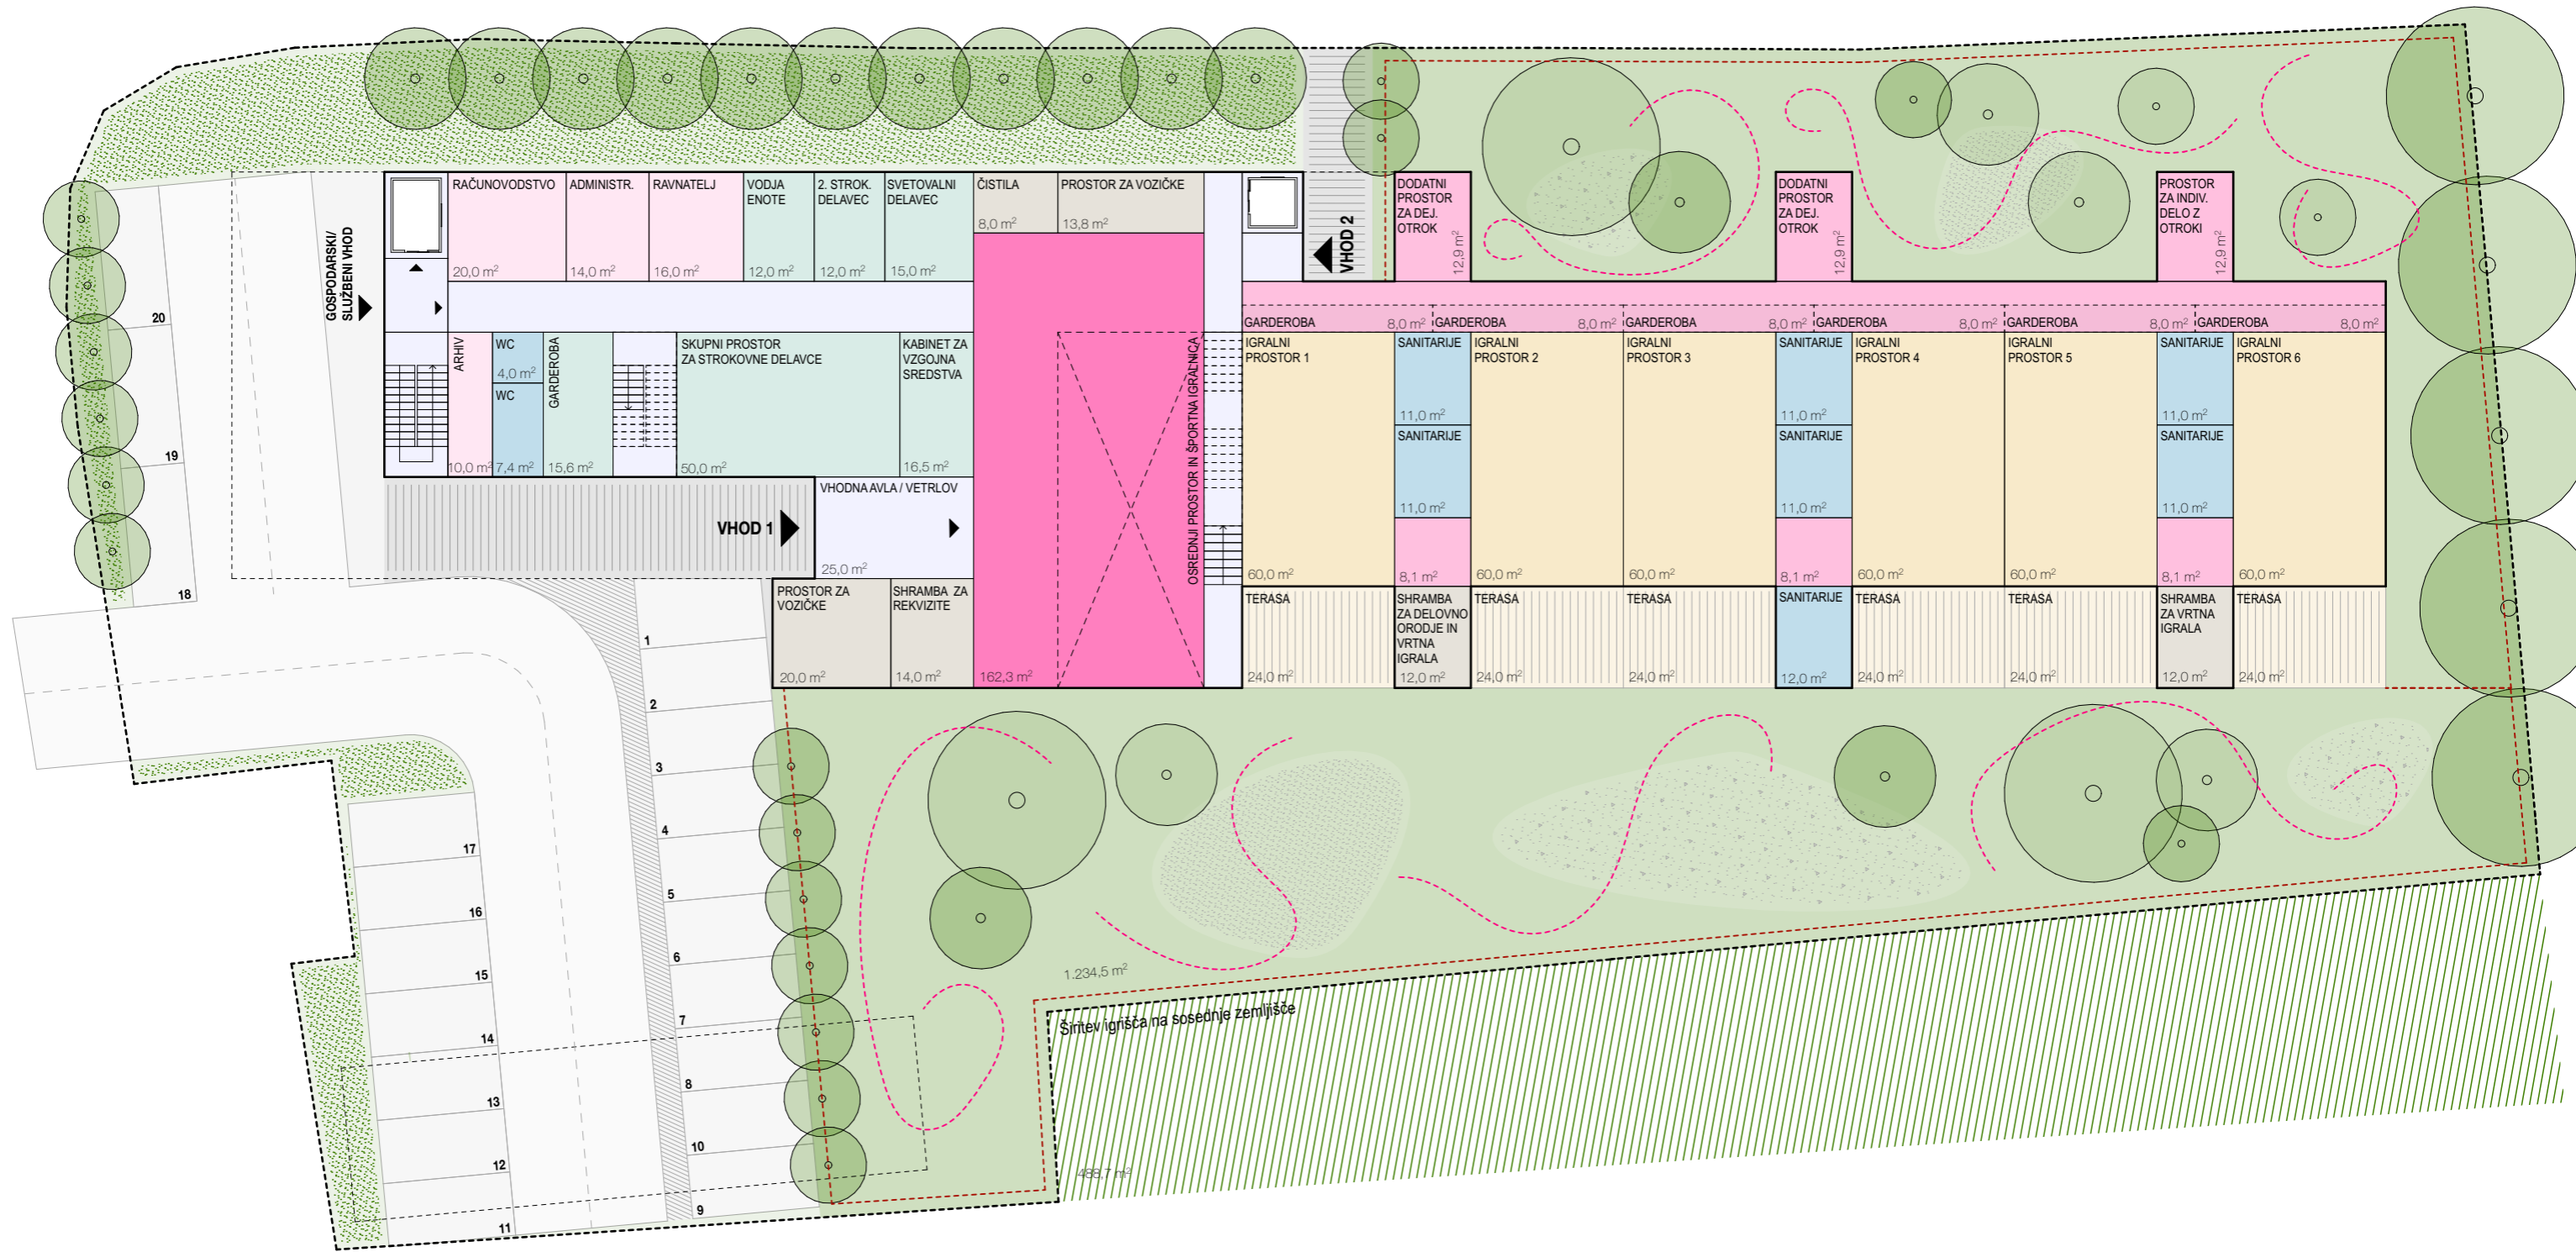 RAČUNOVODSTVO
20,0 m²
ADMINISTR.
14,0 m²
RAVNATELJ
16,0 m²
VODJA
ENOTE
12,0 m²
2. STROK.
DELAVEC
12,0 m²
SVETOVALNI
DELAVEC
15,0 m²
ČISTILA
8,0 m²
PROSTOR ZA VOZIČKE
13,8 m²
VHOD 2
DODATNI
PROSTOR
ZA DEJ.
OTROK
12,9 m²
DODATNI
PROSTOR
ZA DEJ.
OTROK
12,9 m²
PROSTOR
ZA INDIV.
DELO Z
OTROKI
12,9 m²
GOSPODARSKI/
SLUŽBENI VHOD
GARDEROBA
8,0 m²
GARDEROBA
8,0 m²
GARDEROBA
8,0 m²
GARDEROBA
8,0 m²
GARDEROBA
8,0 m²
GARDEROBA
8,0 m²
ARHIV
10,0 m²
WC
4,0 m²
WC
7,4 m²
GARDEROBA
15,6 m²
SKUPNI PROSTOR
ZA STROKOVNE DELAVCE
50,0 m²
KABINET ZA
VZGOJNA
SREDSTVA
16,5 m²
OSREDNJI PROSTOR IN ŠPORTNA IGRALNICA
162,3 m²
IGRALNI
PROSTOR 1
60,0 m²
SANITARIJE
11,0 m²
SANITARIJE
11,0 m²
8,1 m²
IGRALNI
PROSTOR 2
60,0 m²
IGRALNI
PROSTOR 3
60,0 m²
SANITARIJE
11,0 m²
SANITARIJE
11,0 m²
8,1 m²
IGRALNI
PROSTOR 4
60,0 m²
IGRALNI
PROSTOR 5
60,0 m²
SANITARIJE
11,0 m²
SANITARIJE
11,0 m²
8,1 m²
IGRALNI
PROSTOR 6
60,0 m²
VHOD 1
VHODNA AVLA / VETRLOV
25,0 m²
PROSTOR ZA
VOZIČKE
20,0 m²
SHRAMBA ZA
REKVIZITE
14,0 m²
TERASA
24,0 m²
SHRAMBA
ZA DELOVNO
ORODJE IN
VRTNA
IGRALA
12,0 m²
TERASA
24,0 m²
TERASA
24,0 m²
SANITARIJE
12,0 m²
TERASA
24,0 m²
TERASA
24,0 m²
SHRAMBA
ZA VRTNA
IGRALA
12,0 m²
TERASA
24,0 m²
20
19
18
1
2
3
4
5
6
7
8
10
9
17
16
15
14
13
12
11
1.234,5 m²
Širitev igrišča na sosednje zemljišče
488,7 m²